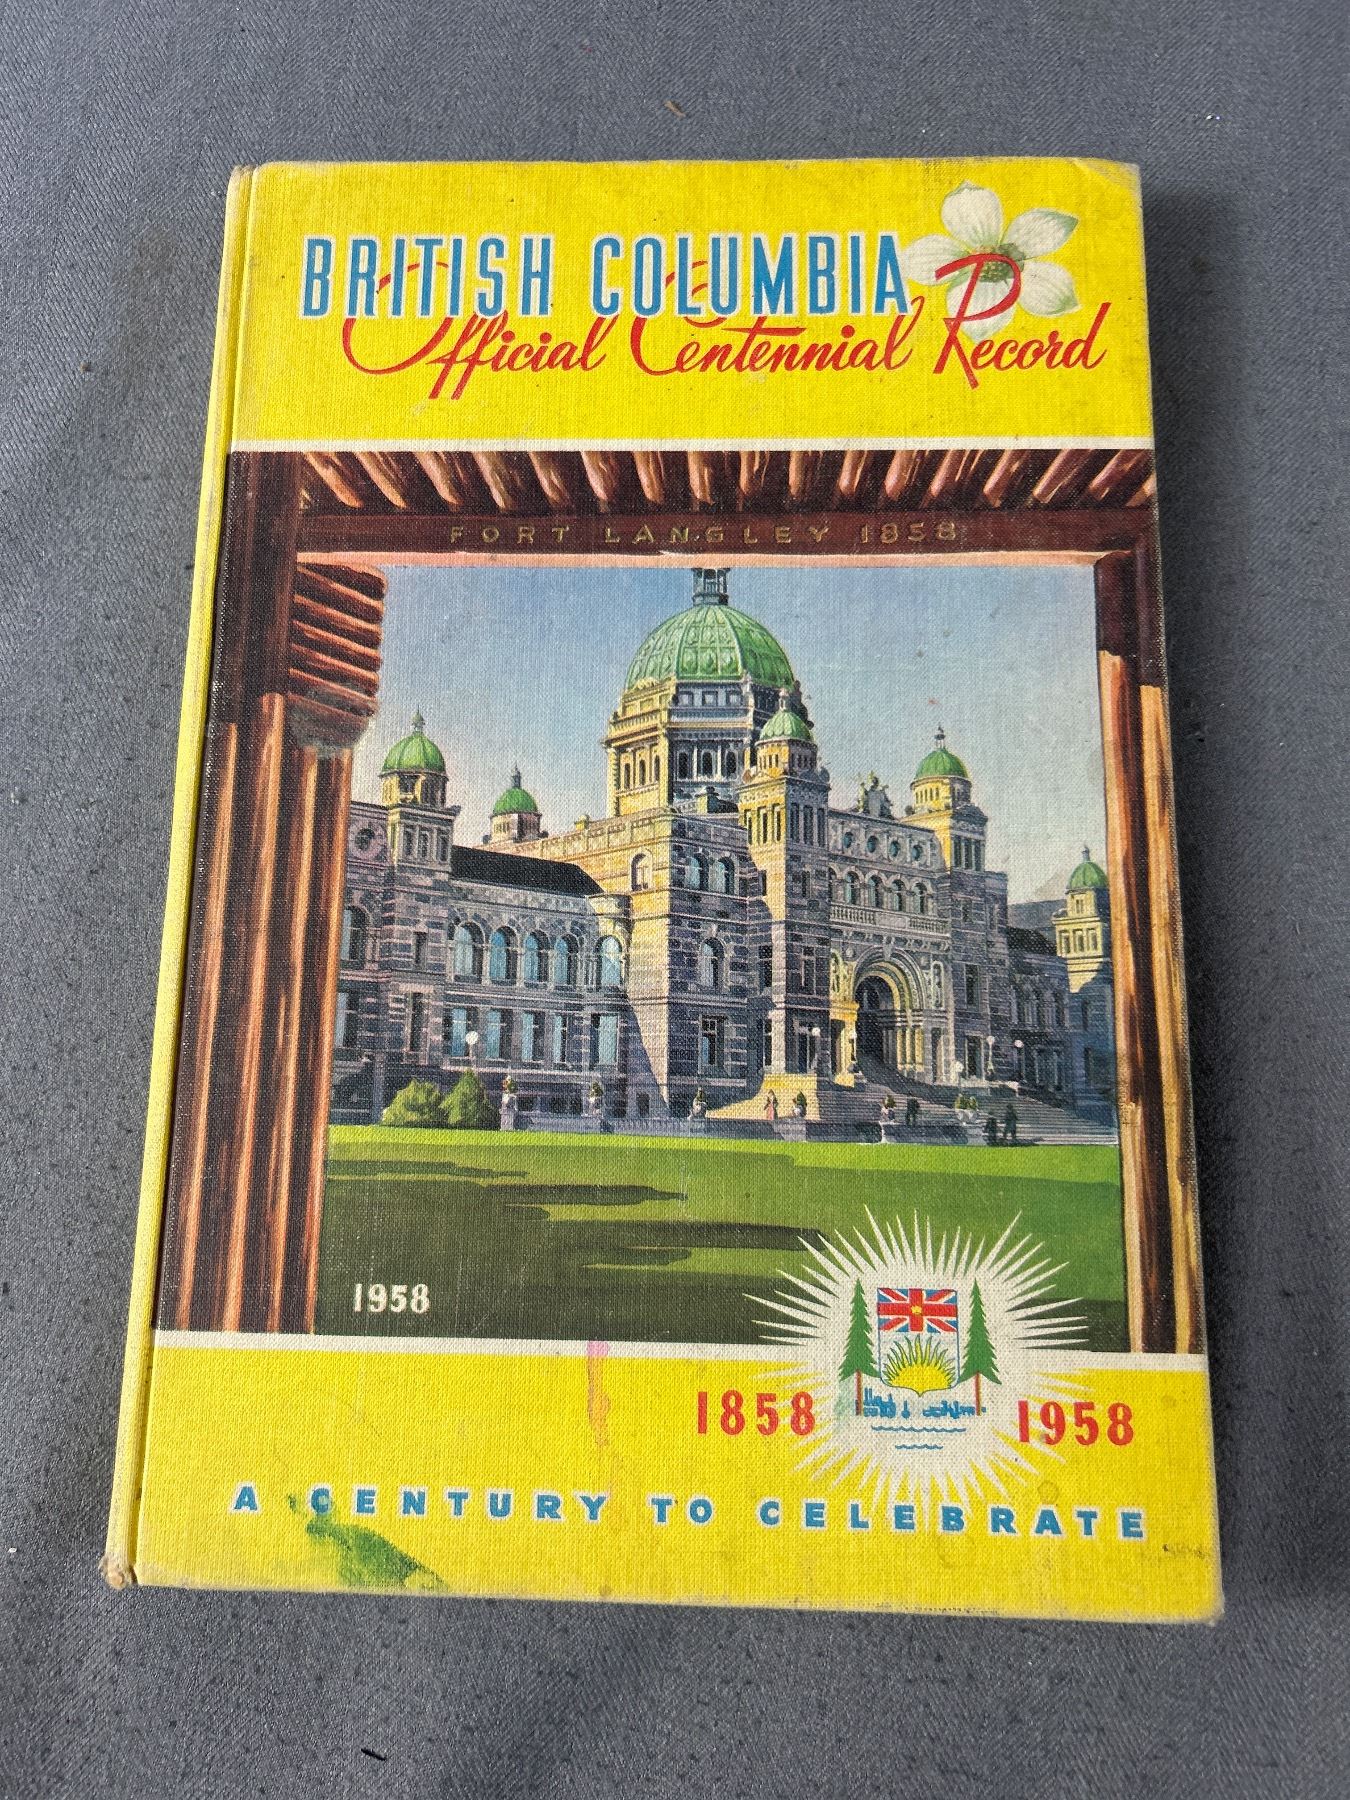 BRITISH COLUMBIA
Official Centennial Record
FORT LANGLEY 1858
1958
1858 1958
A CENTURY TO CELEBRATE